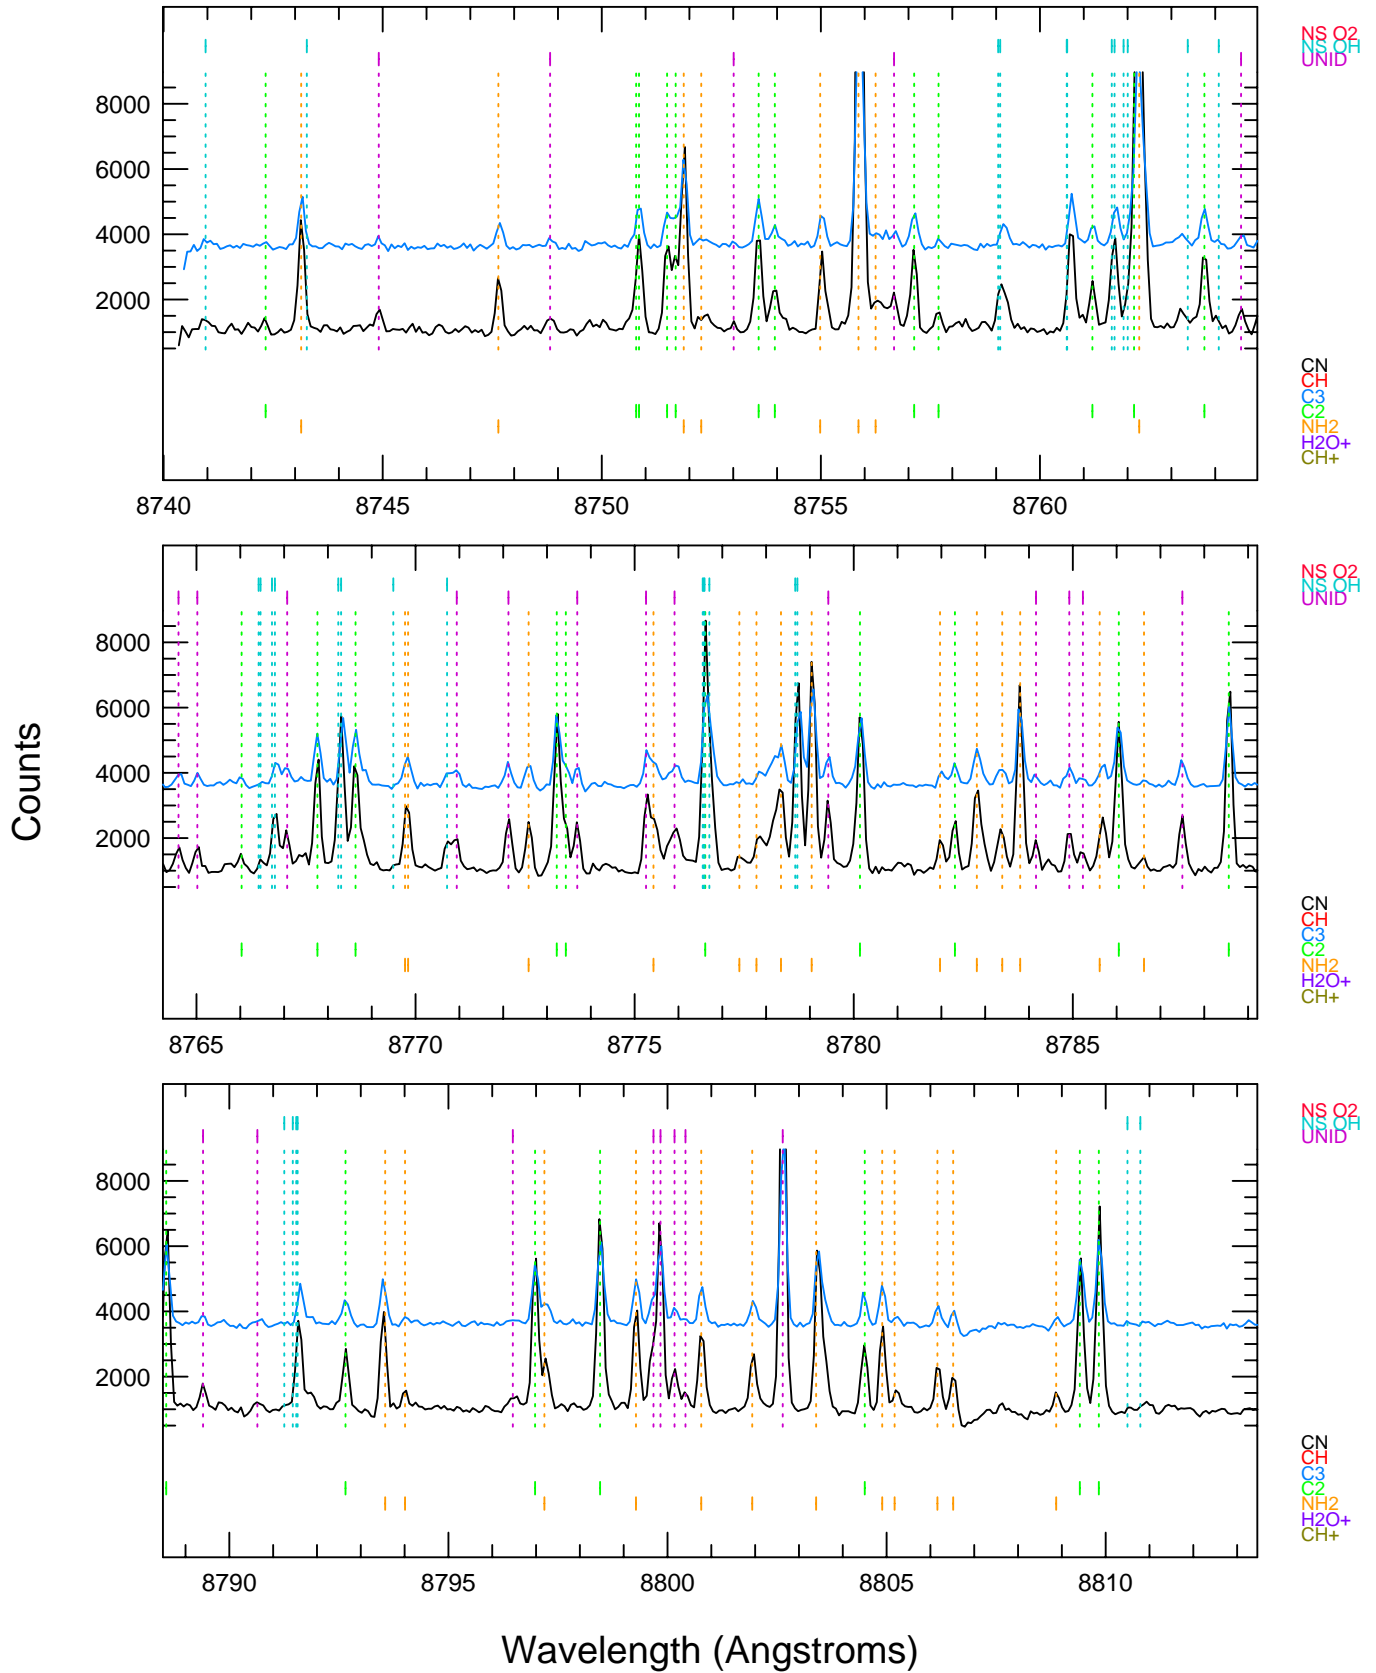 NS O2
NS OH
UNID
8000
6000
4000
2000
CN
CH
C3
C2
NH2
H2O+
CH+
8740 8745 8750 8755 8760
NS O2
NS OH
UNID
8000
6000
4000
2000
Counts
CN
CH
C3
C2
NH2
H2O+
CH+
8765 8770 8775 8780 8785
NS O2
NS OH
UNID
8000
6000
4000
2000
CN
CH
C3
C2
NH2
H2O+
CH+
8790 8795 8800 8805 8810
Wavelength (Angstroms)